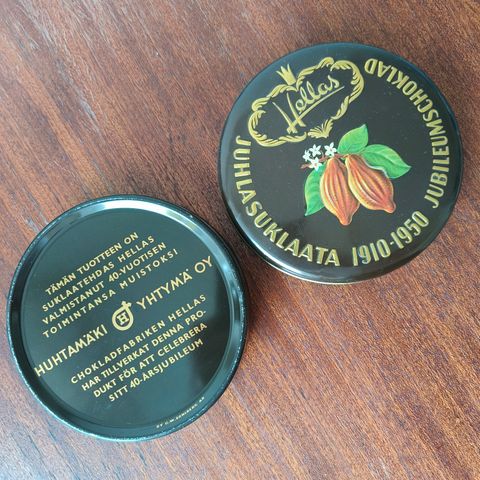 Hellas
JUHLASUKLAATA 1910-1950 JUBILEUMSCHOKLAD
TÄMÄN TUOTTEEN ON
SUKLAATEHDAS HELLAS
VALMISTANUT 40-VUOTISEN
TOIMINTANSA MUISTOKSI
HUHTAMÄKI H YHTYMÄ OY
CHOKLADFABRIKEN HELLAS
HAR TILLVERKAT DENNA PRO-
DUKT FÖR ATT CELEBRERA
SITT 40-ÅRSJUBILEUM